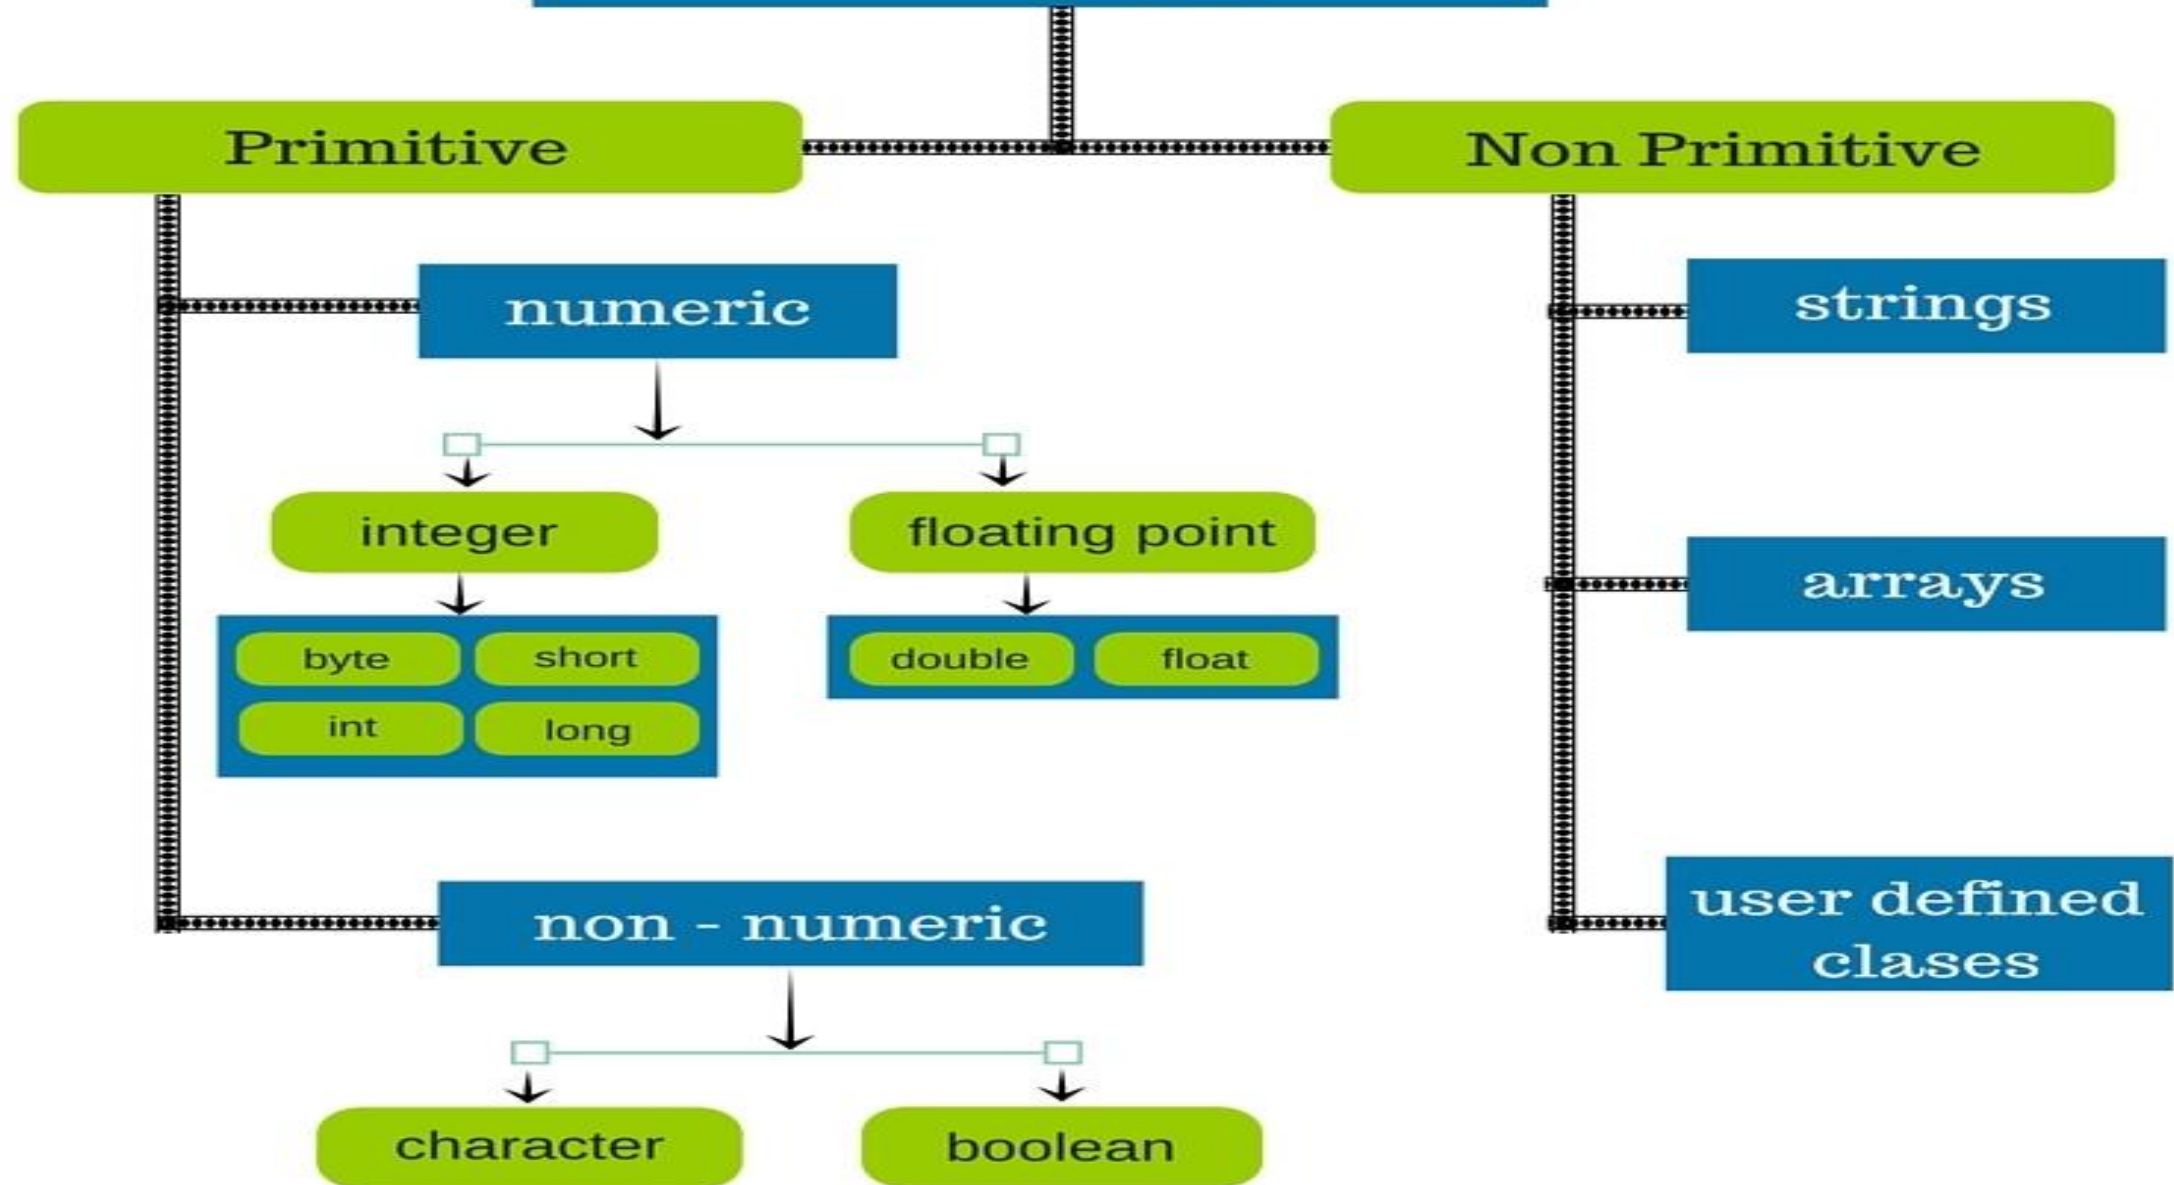 Primitive
Non Primitive
numeric
strings
integer
floating point
arrays
byte
short
double
float
int
long
non - numeric
user defined
clases
character
boolean